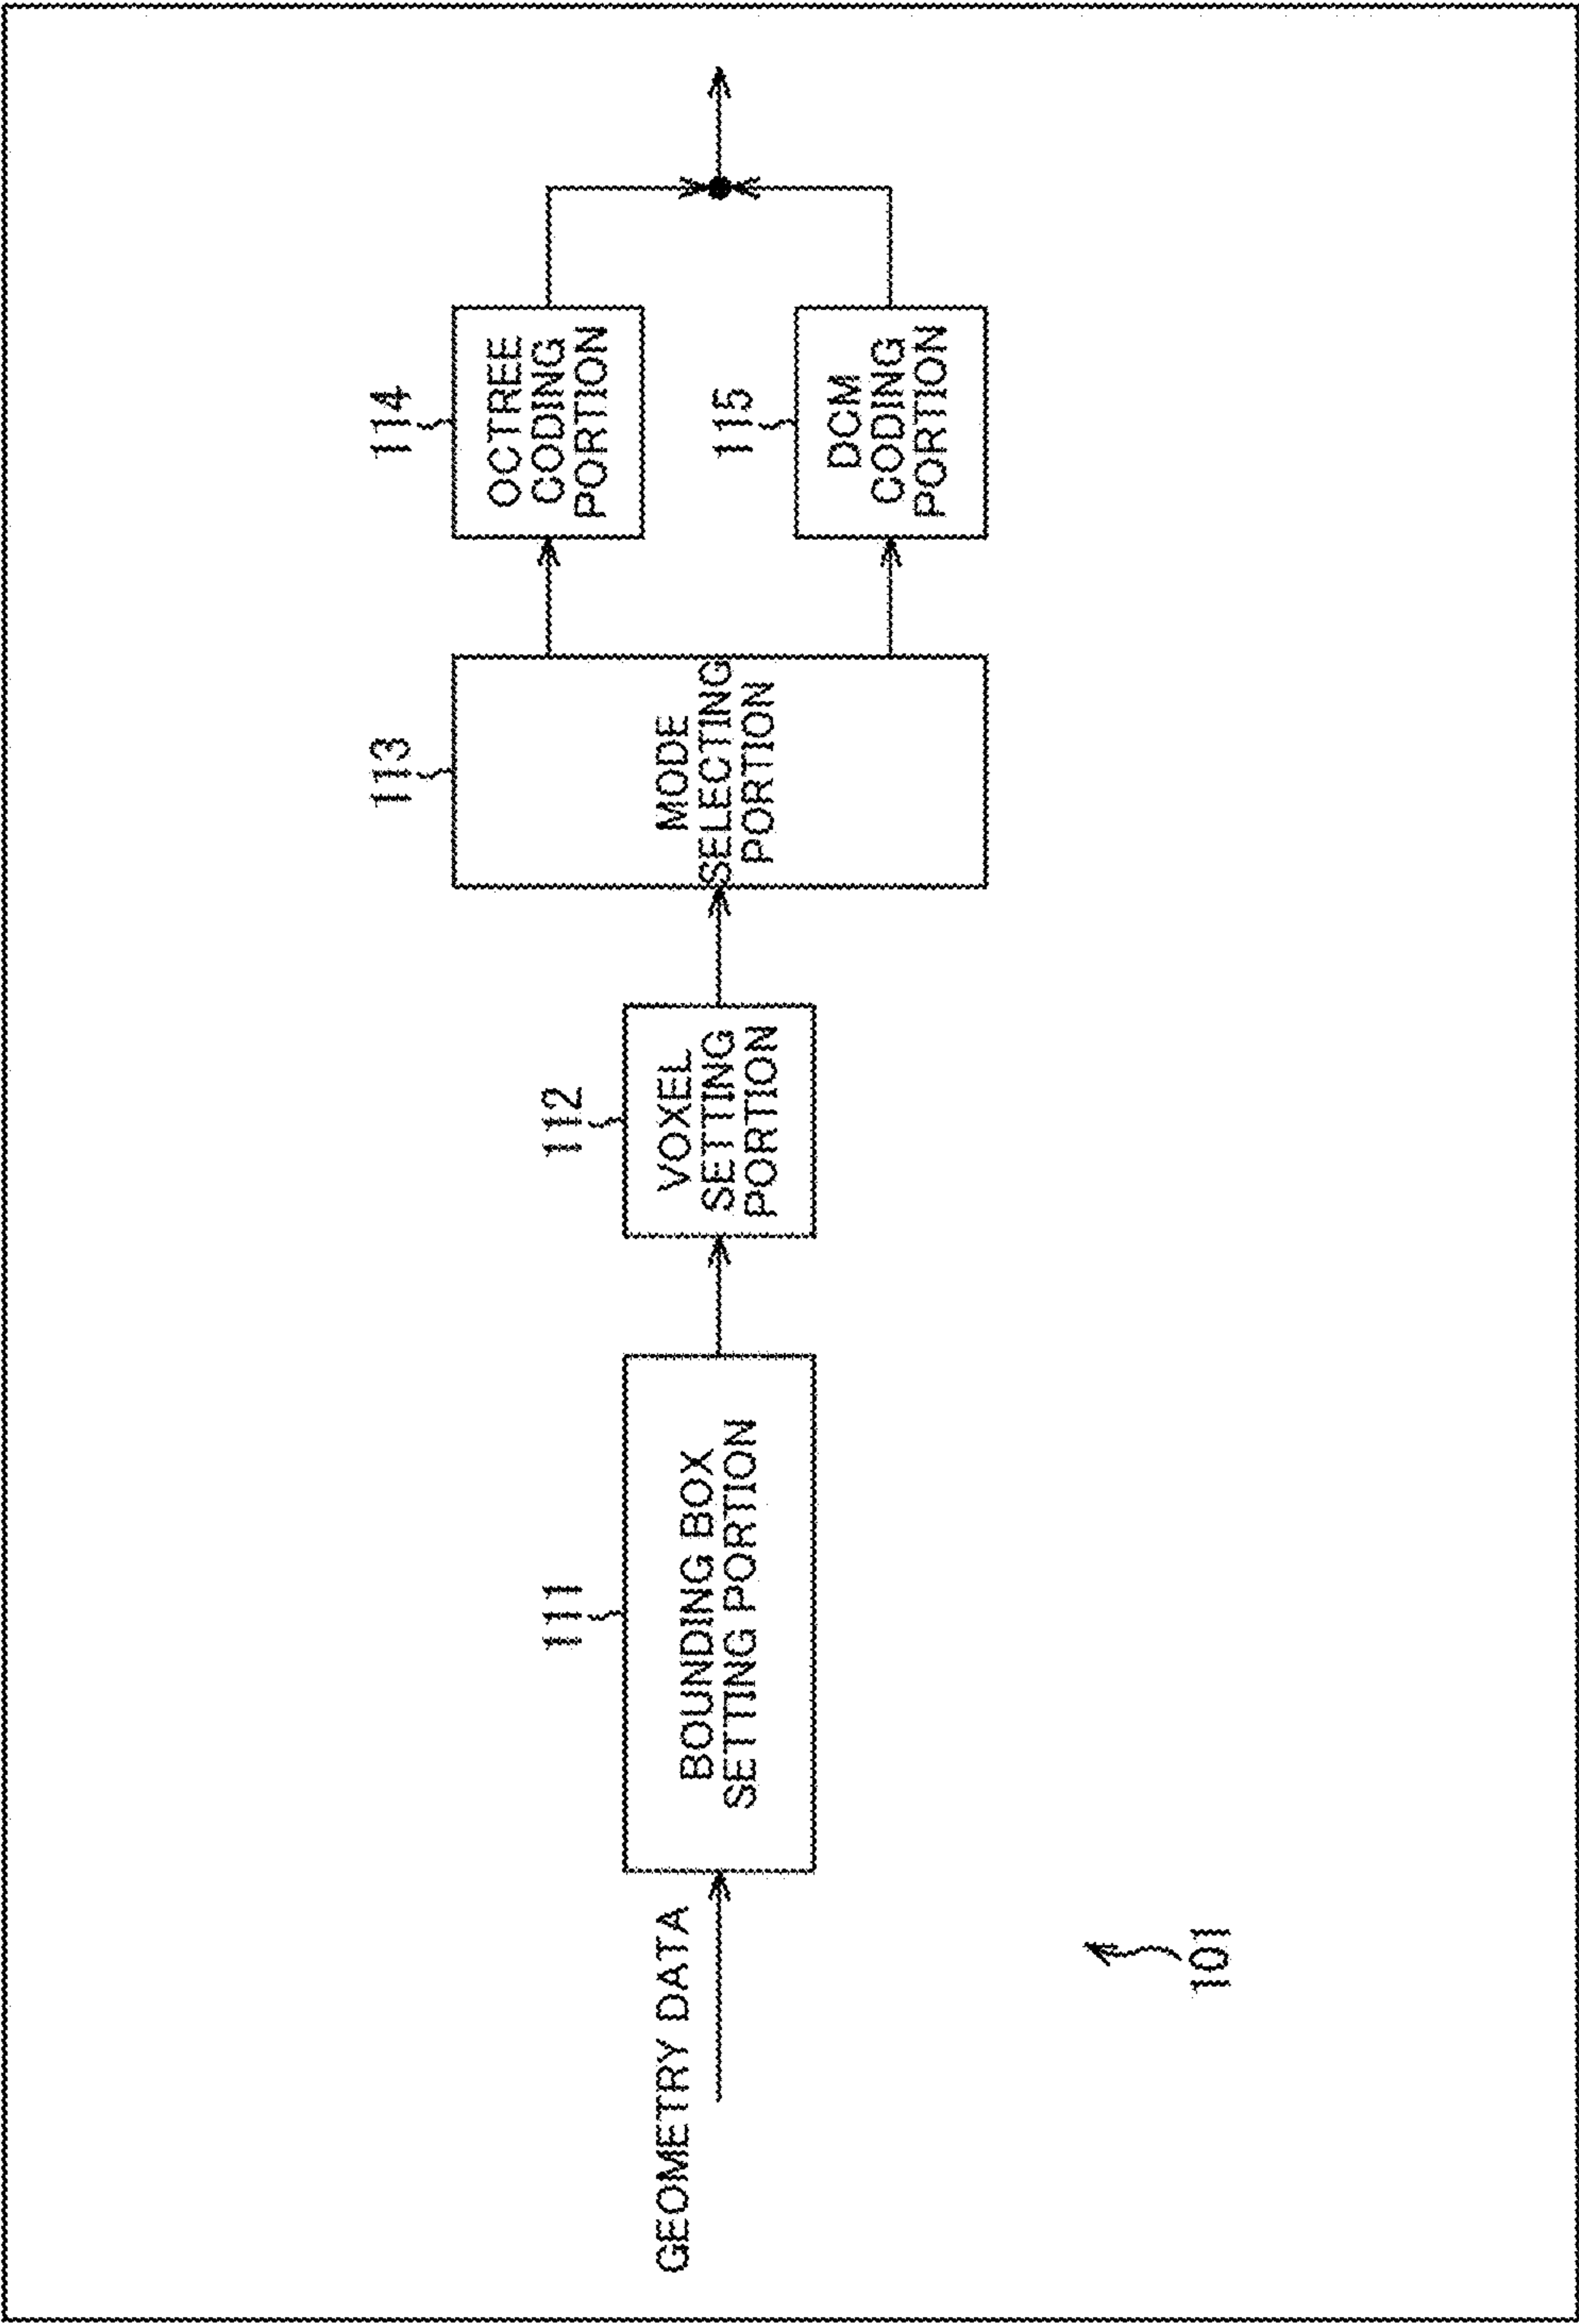 GEOMETRY DATA
111
BOUNDING BOX
SETTING PORTION
112
VOXEL
SETTING
PORTION
113
MODE
SELECTING
PORTION
114
OCTREE
CODING
PORTION
115
DCM
CODING
PORTION
101